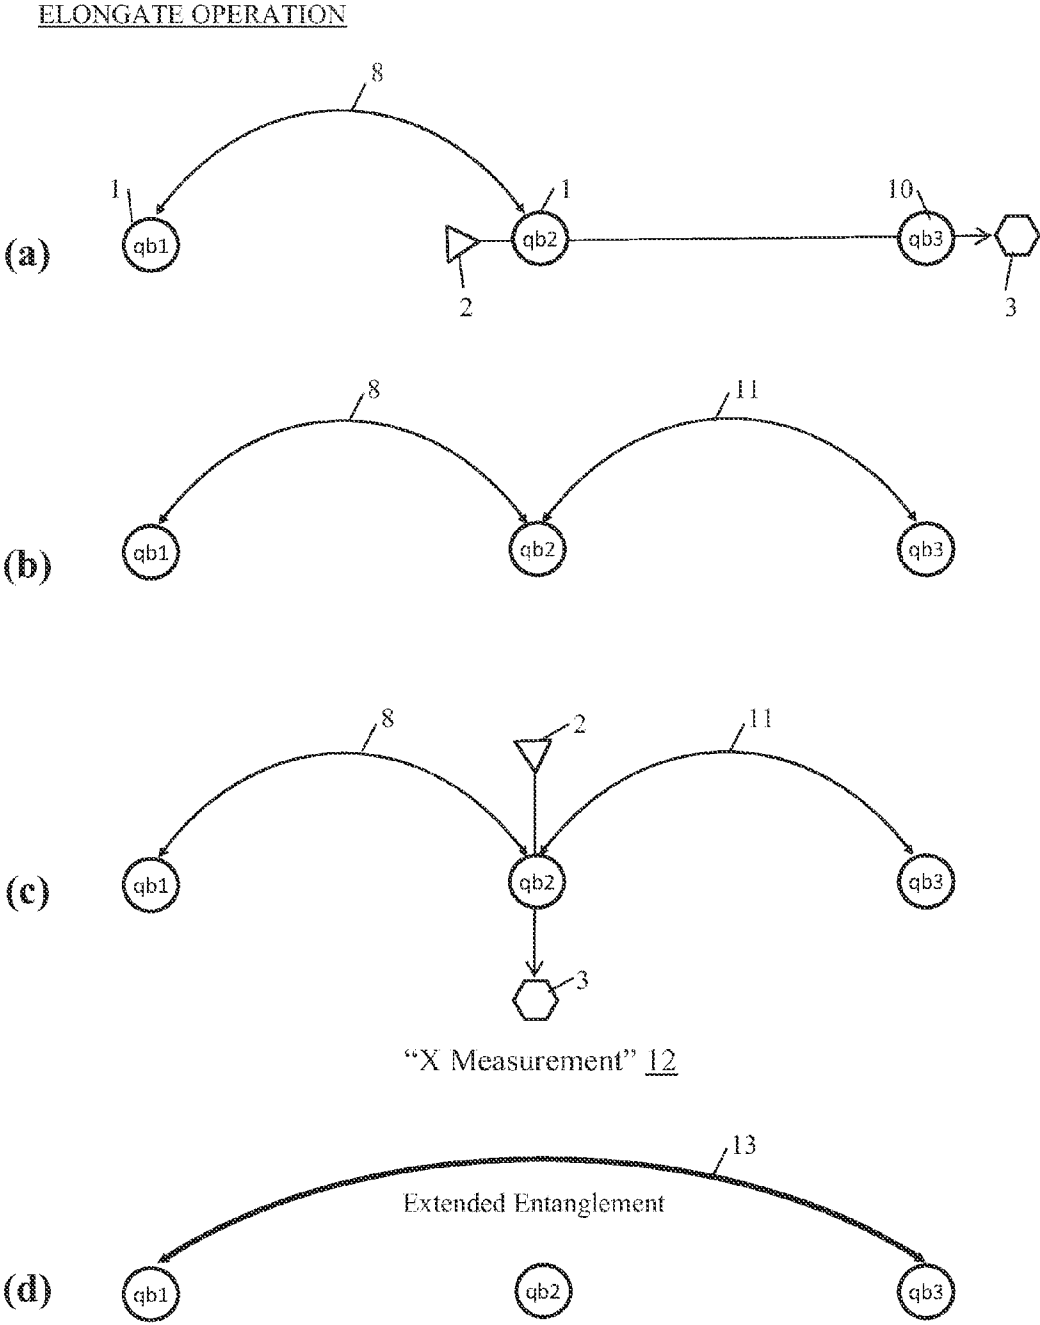 ELONGATE OPERATION
8
1
1
10
(a)
qb1
qb2
qb3
2
3
8
11
(b)
qb1
qb2
qb3
8
2
11
(c)
qb1
qb2
qb3
3
“X Measurement” 12
13
Extended Entanglement
(d)
qb1
qb2
qb3